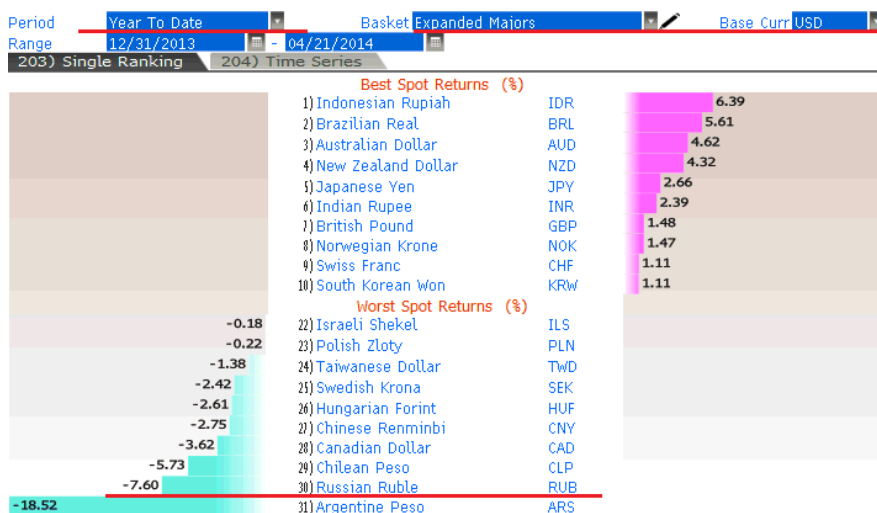 Period Year To Date Basket Expanded Majors Base Curr USD
Range 12/31/2013 - 04/21/2014
203) Single Ranking 204) Time Series
Best Spot Returns (%)
1) Indonesian Rupiah IDR 6.39
2) Brazilian Real BRL 5.61
3) Australian Dollar AUD 4.62
4) New Zealand Dollar NZD 4.32
5) Japanese Yen JPY 2.66
6) Indian Rupee INR 2.39
7) British Pound GBP 1.48
8) Norwegian Krone NOK 1.47
9) Swiss Franc CHF 1.11
10) South Korean Won KRW 1.11
Worst Spot Returns (%)
-0.18 22) Israeli Shekel ILS
-0.22 23) Polish Zloty PLN
-1.38 24) Taiwanese Dollar TWD
-2.42 25) Swedish Krona SEK
-2.61 26) Hungarian Forint HUF
-2.75 27) Chinese Renminbi CNY
-3.62 28) Canadian Dollar CAD
-5.73 29) Chilean Peso CLP
-7.60 30) Russian Ruble RUB
-18.52 31) Argentine Peso ARS